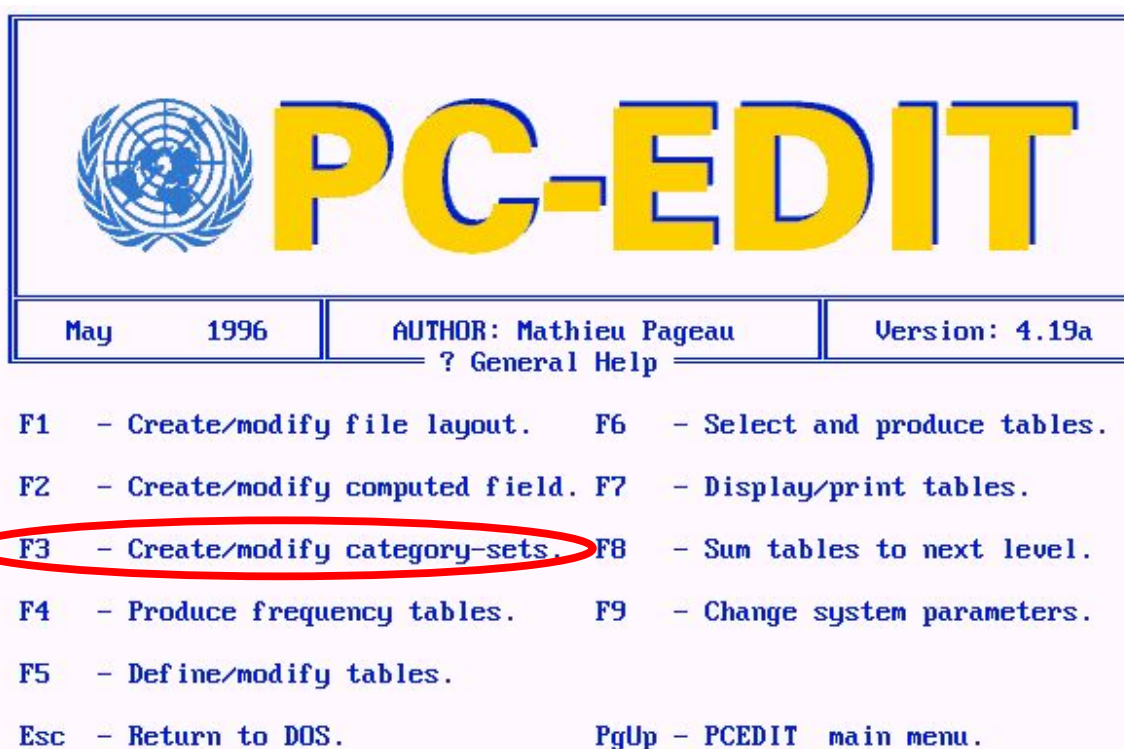 PC-EDIT
May 1996 AUTHOR: Mathieu Pageau Version: 4.19a
? General Help
F1 - Create/modify file layout. F6 - Select and produce tables.
F2 - Create/modify computed field. F7 - Display/print tables.
F3 - Create/modify category-sets. F8 - Sum tables to next level.
F4 - Produce frequency tables. F9 - Change system parameters.
F5 - Define/modify tables.
Esc - Return to DOS. PgUp - PCEDIT main menu.